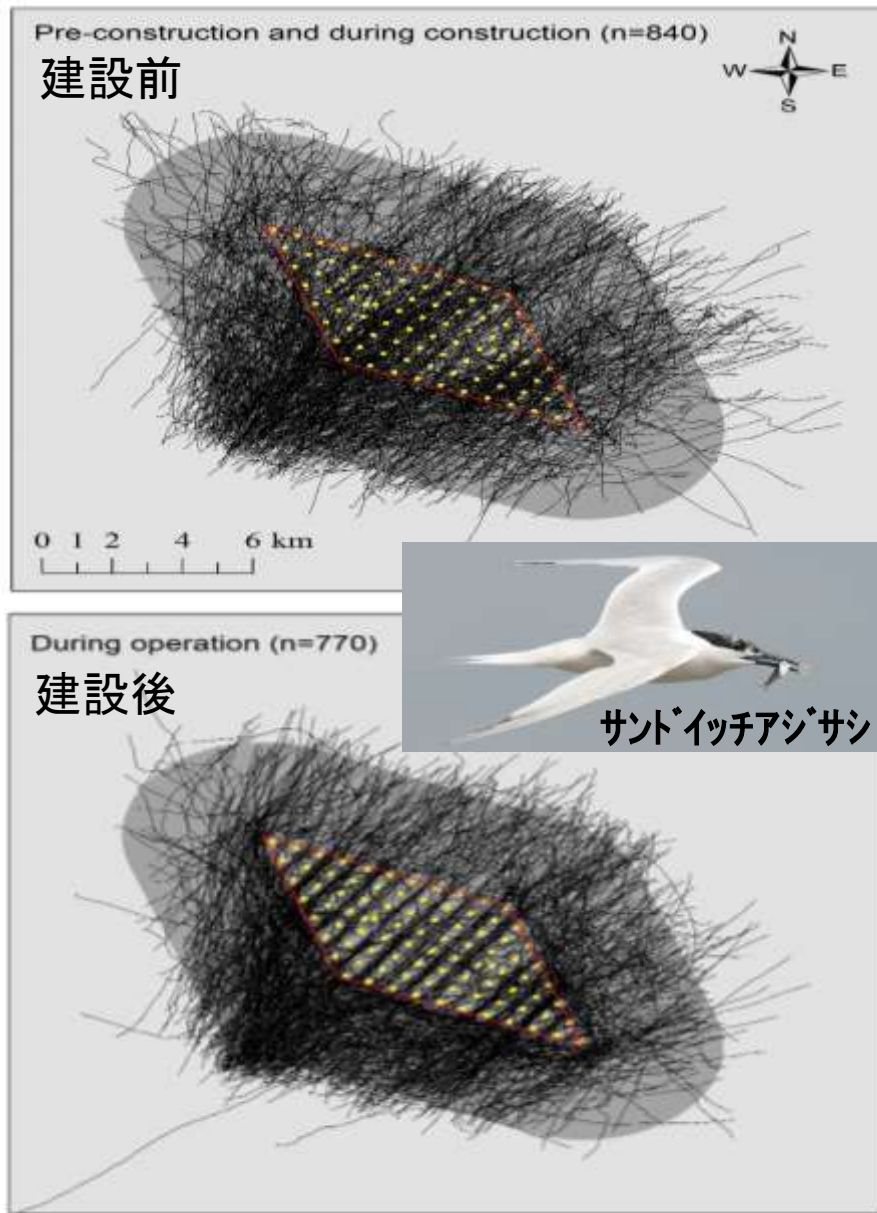 Pre-construction and during construction (n=840)
建設前
N
W E
S
0 1 2 4 6 km
During operation (n=770)
建設後
サンドイッチアジサシ